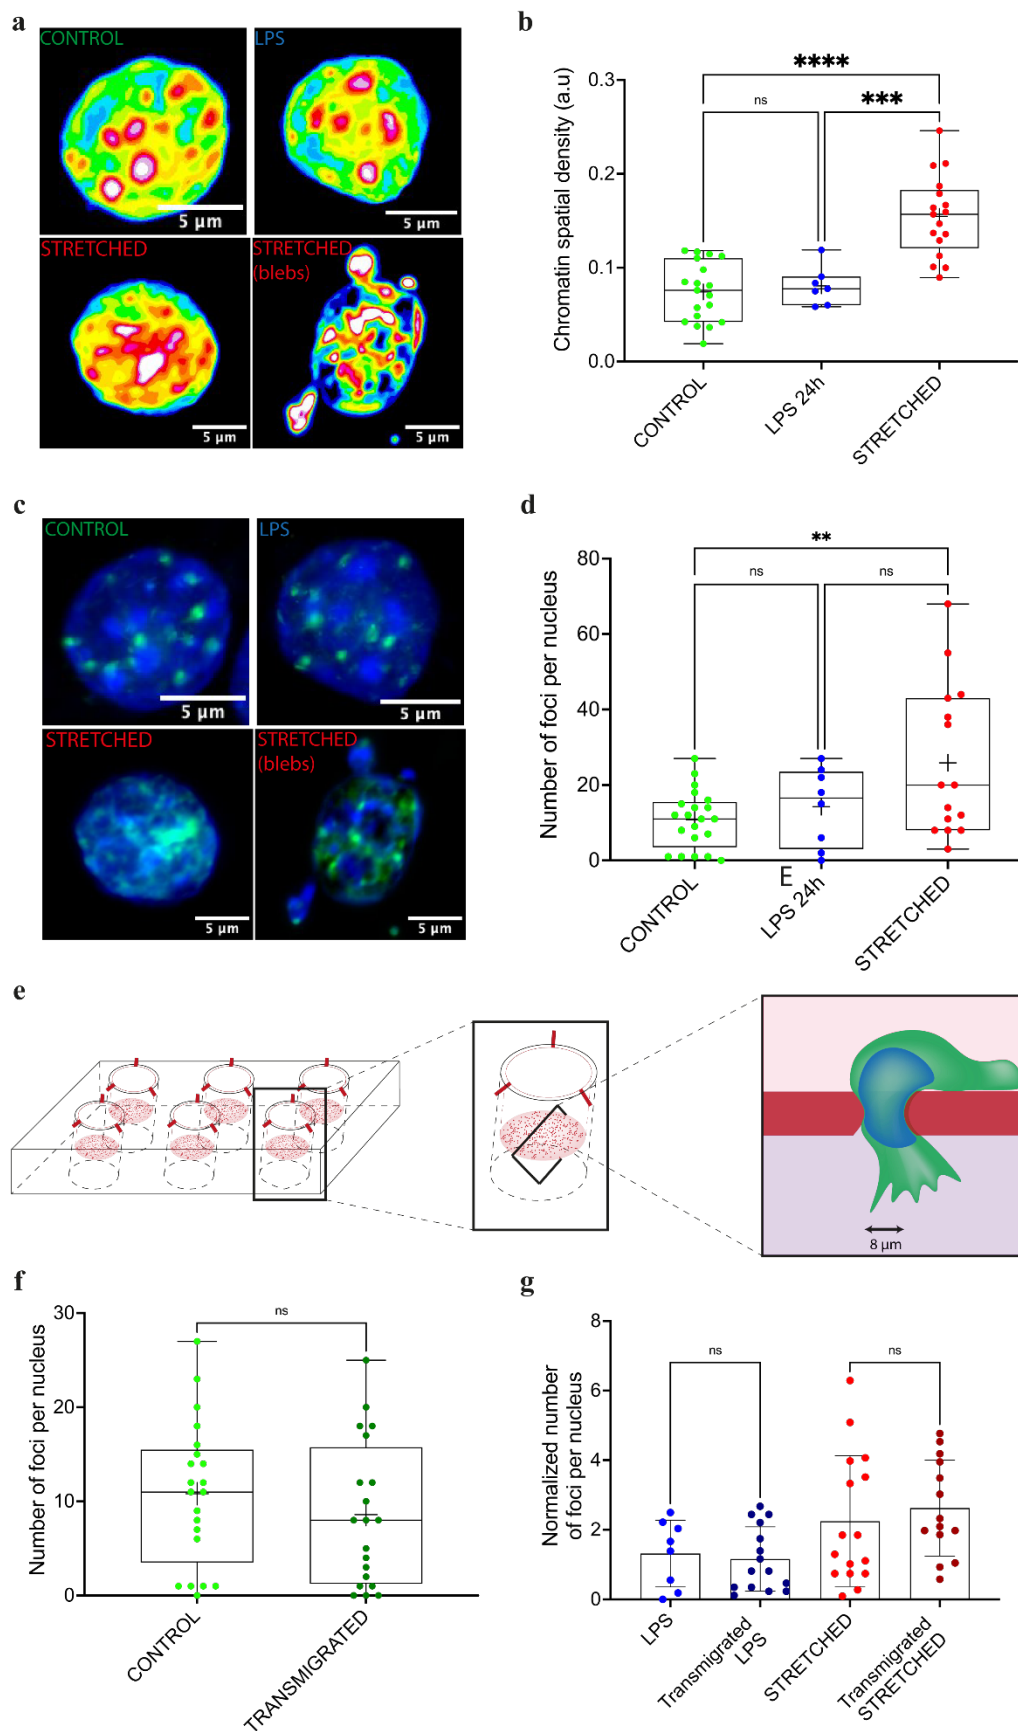 a
CONTROL
LPS
5 µm
5 µm
STRETCHED
STRETCHED
(blebs)
5 µm
5 µm
b
Chromatin spatial density (a.u)
0.3
0.2
0.1
0.0
****
ns
***
CONTROL
LPS 24h
STRETCHED
c
CONTROL
LPS
5 µm
5 µm
STRETCHED
STRETCHED
(blebs)
5 µm
5 µm
d
Number of foci per nucleus
80
60
40
20
0
**
ns
ns
E
CONTROL
LPS 24h
STRETCHED
e
8 µm
f
Number of foci per nucleus
30
20
10
0
ns
CONTROL
TRANSMIGRATED
g
Normalized number
of foci per nucleus
8
6
4
2
0
ns
ns
LPS
Transmigrated
LPS
STRETCHED
Transmigrated
STRETCHED